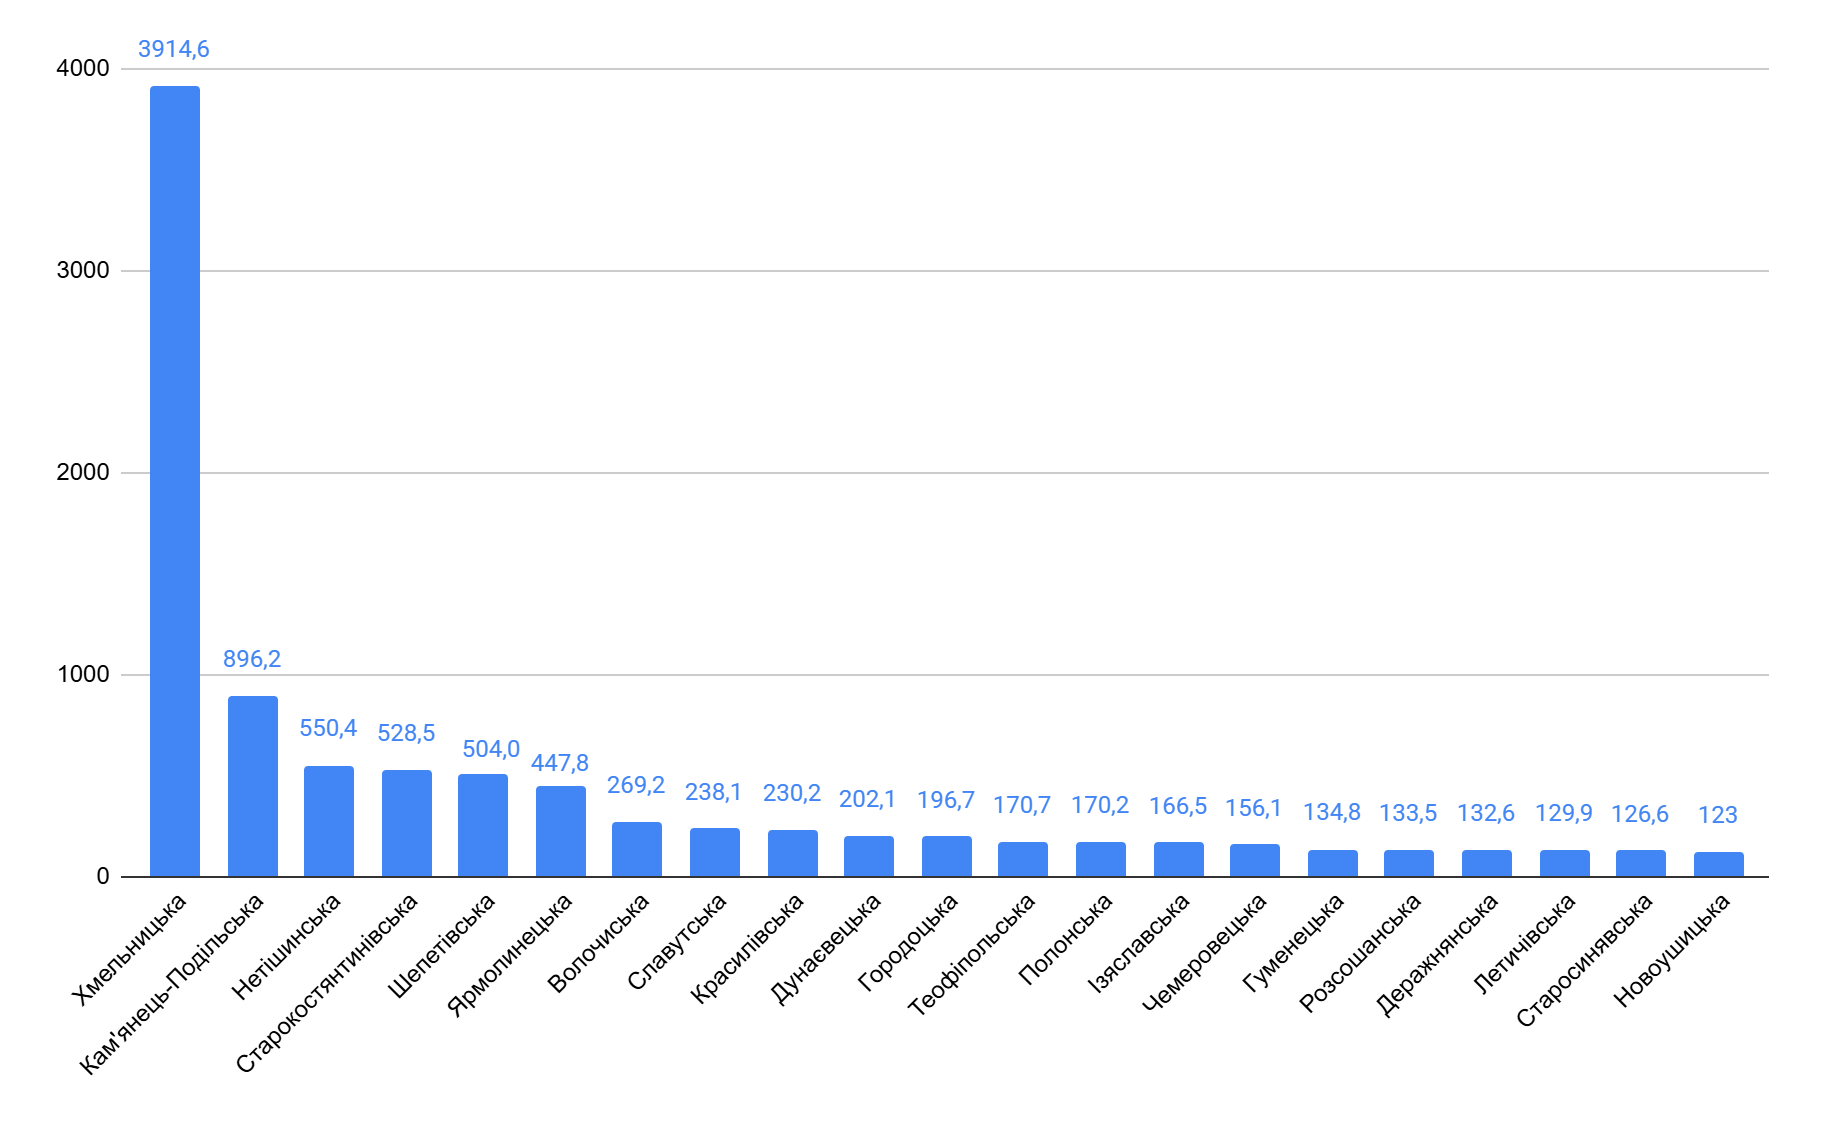 3914,6
4000
3000
2000
896,2
1000
550,4
528,5
504,0
447,8
269,2
238,1
230,2
202,1
196,7
170,7
170,2
166,5
156,1
134,8
133,5
132,6
129,9
126,6
123
0
Хмельницька
Кам'янець-Подільська
Нетішинська
Старокостянтинівська
Шепетівська
Ярмолинецька
Волочиська
Славутська
Красилівська
Дунаєвецька
Городоцька
Теофіпольська
Полонська
Ізяславська
Чемеровецька
Гуменецька
Розсошанська
Деражнянська
Летичівська
Старосинявська
Новоушицька